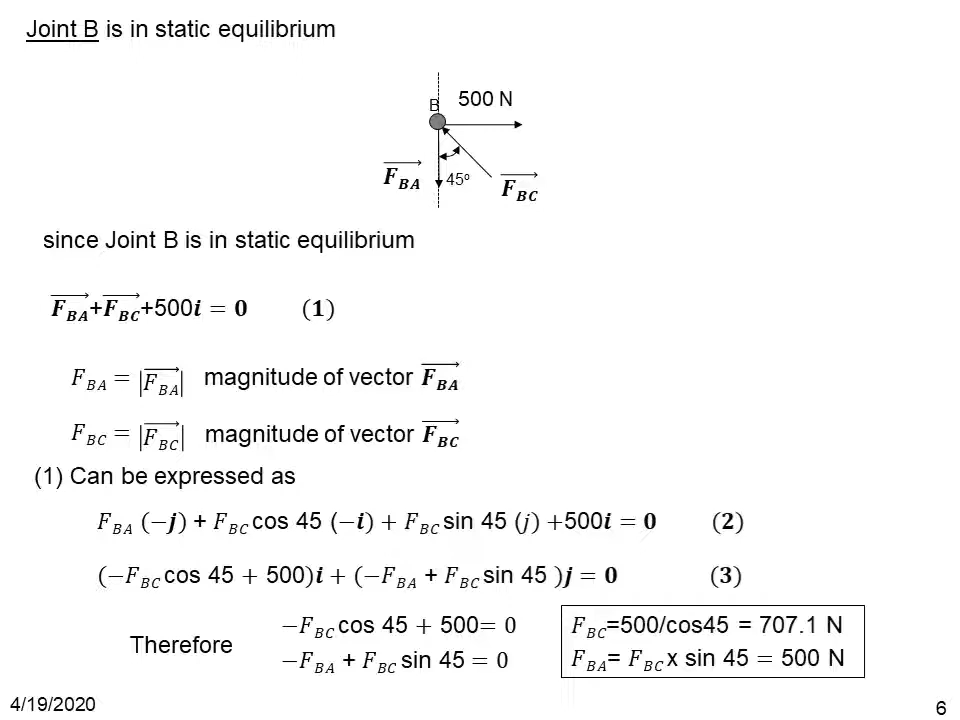 Joint B is in static equilibrium
B 500 N
F_BA 45° F_BC
since Joint B is in static equilibrium
F_BA+F_BC+500i = 0 (1)
F_BA = |F_BA| magnitude of vector F_BA
F_BC = |F_BC| magnitude of vector F_BC
(1) Can be expressed as
F_BA (−j) + F_BC cos 45 (−i) + F_BC sin 45 (j) +500i = 0 (2)
(−F_BC cos 45 + 500)i + (−F_BA + F_BC sin 45 )j = 0 (3)
Therefore
−F_BC cos 45 + 500= 0
−F_BA + F_BC sin 45 = 0
F_BC=500/cos45 = 707.1 N
F_BA= F_BC x sin 45 = 500 N
4/19/2020 6